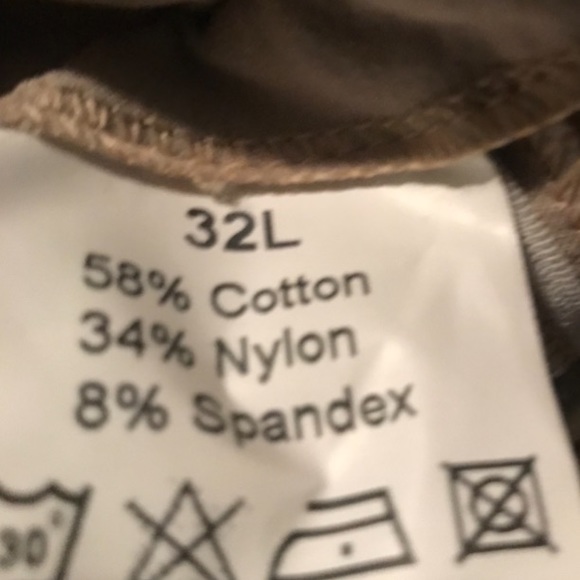 32L
58% Cotton
34% Nylon
8% Spandex
30°